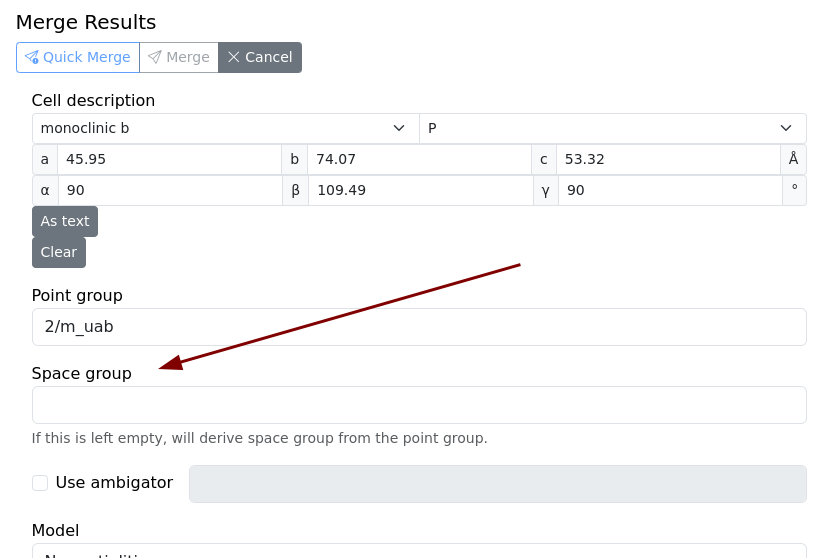 Merge Results
Quick Merge Merge Cancel
Cell description
monoclinic b P
a 45.95 b 74.07 c 53.32 Å
α 90 β 109.49 γ 90 °
As text
Clear
Point group
2/m_uab
Space group
If this is left empty, will derive space group from the point group.
Use ambigator
Model